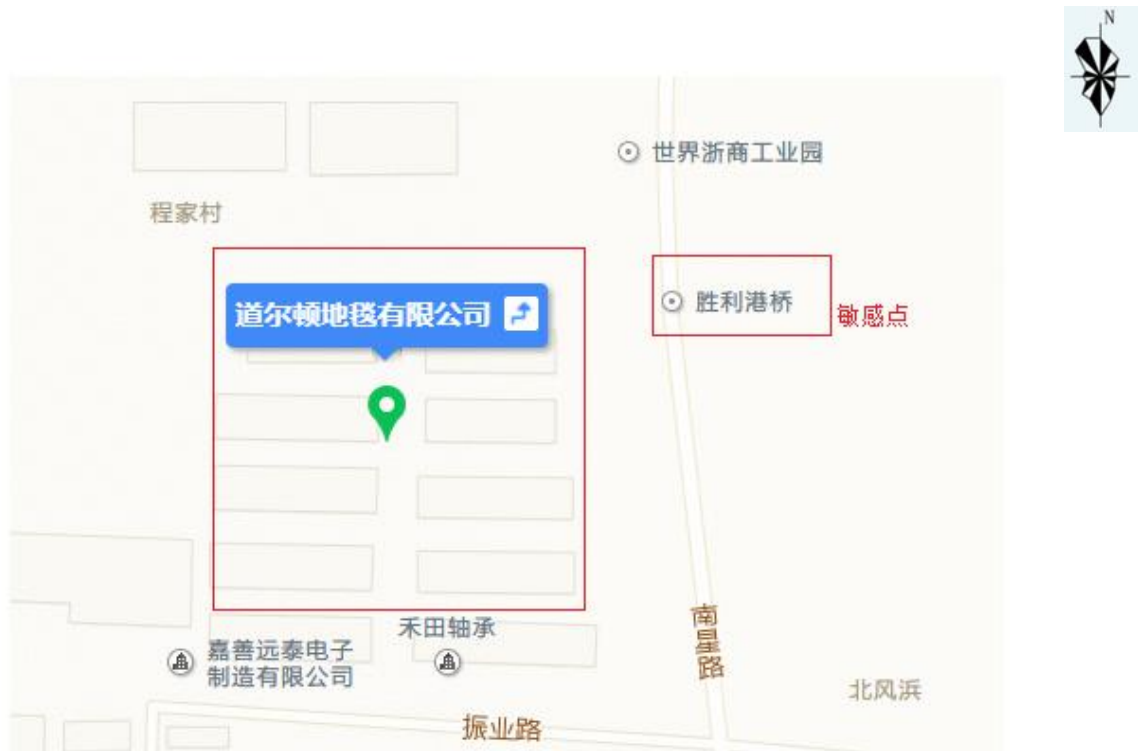 N
世界浙商工业园
程家村
道尔顿地毯有限公司
胜利港桥
敏感点
禾田轴承
南星路
嘉善远泰电子
制造有限公司
北风浜
振业路